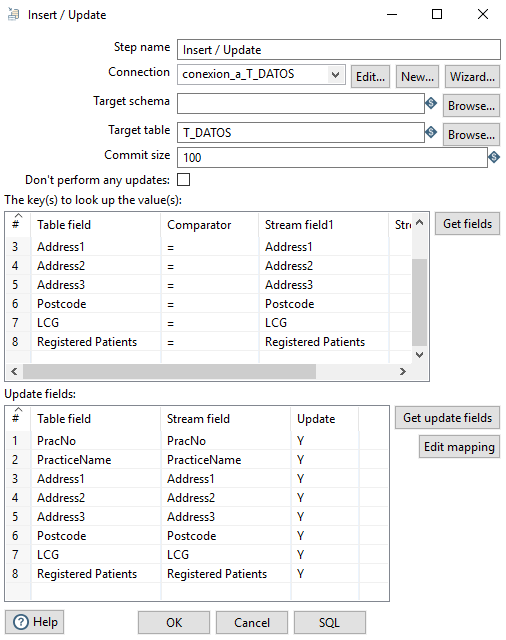 Insert / Update
Step name Insert / Update
Connection conexion_a_T_DATOS Edit... New... Wizard...
Target schema Browse...
Target table T_DATOS Browse...
Commit size 100
Don't perform any updates:
The key(s) to look up the value(s):
# Table field Comparator Stream field1 Stre Get fields
3 Address1 = Address1
4 Address2 = Address2
5 Address3 = Address3
6 Postcode = Postcode
7 LCG = LCG
8 Registered Patients = Registered Patients
Update fields:
# Table field Stream field Update Get update fields
1 PracNo PracNo Y Edit mapping
2 PracticeName PracticeName Y
3 Address1 Address1 Y
4 Address2 Address2 Y
5 Address3 Address3 Y
6 Postcode Postcode Y
7 LCG LCG Y
8 Registered Patients Registered Patients Y
? Help OK Cancel SQL